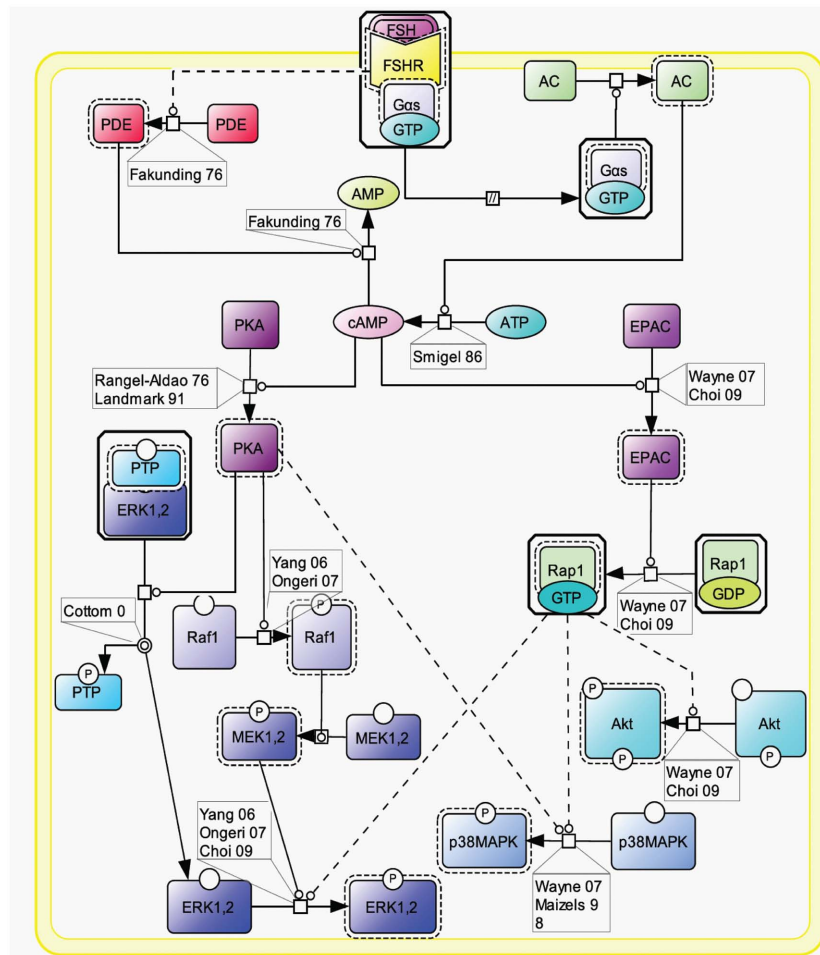 FSH
FSHR
Gαs
GTP
AC
AC
PDE
PDE
Fakunding 76
Gαs
GTP
AMP
Fakunding 76
//
PKA
cAMP
ATP
EPAC
Smigel 86
Rangel-Aldao 76
Landmark 91
Wayne 07
Choi 09
PKA
EPAC
PTP
ERK1,2
Yang 06
Ongeri 07
Rap1
GTP
Rap1
GDP
Wayne 07
Choi 09
Cottom 0
Raf1
P
Raf1
P
PTP
P
MEK1,2
MEK1,2
P
Akt
P
Akt
P
Wayne 07
Choi 09
Yang 06
Ongeri 07
Choi 09
P
p38MAPK
p38MAPK
Wayne 07
Maizels 9
8
ERK1,2
P
ERK1,2